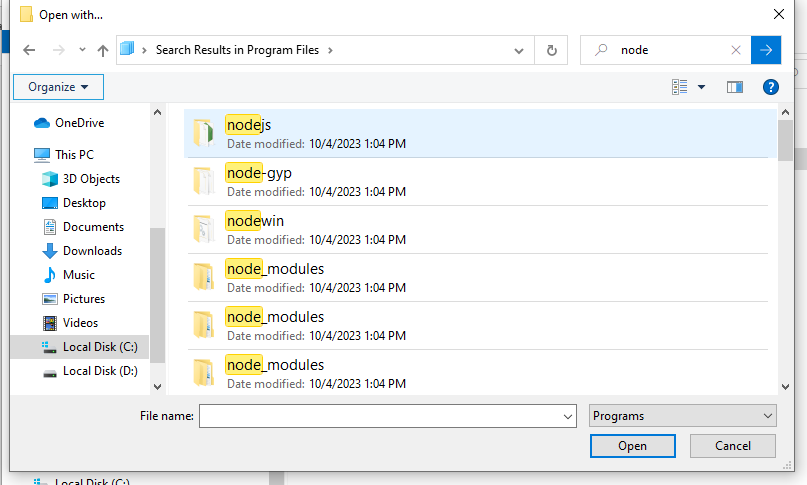 Open with...
Search Results in Program Files
node
Organize
OneDrive
This PC
3D Objects
Desktop
Documents
Downloads
Music
Pictures
Videos
Local Disk (C:)
Local Disk (D:)
nodejs
Date modified: 10/4/2023 1:04 PM
node-gyp
Date modified: 10/4/2023 1:04 PM
nodewin
Date modified: 10/4/2023 1:04 PM
node_modules
Date modified: 10/4/2023 1:04 PM
node_modules
Date modified: 10/4/2023 1:04 PM
node_modules
Date modified: 10/4/2023 1:04 PM
File name:
Programs
Open
Cancel
Local Disk (C:)